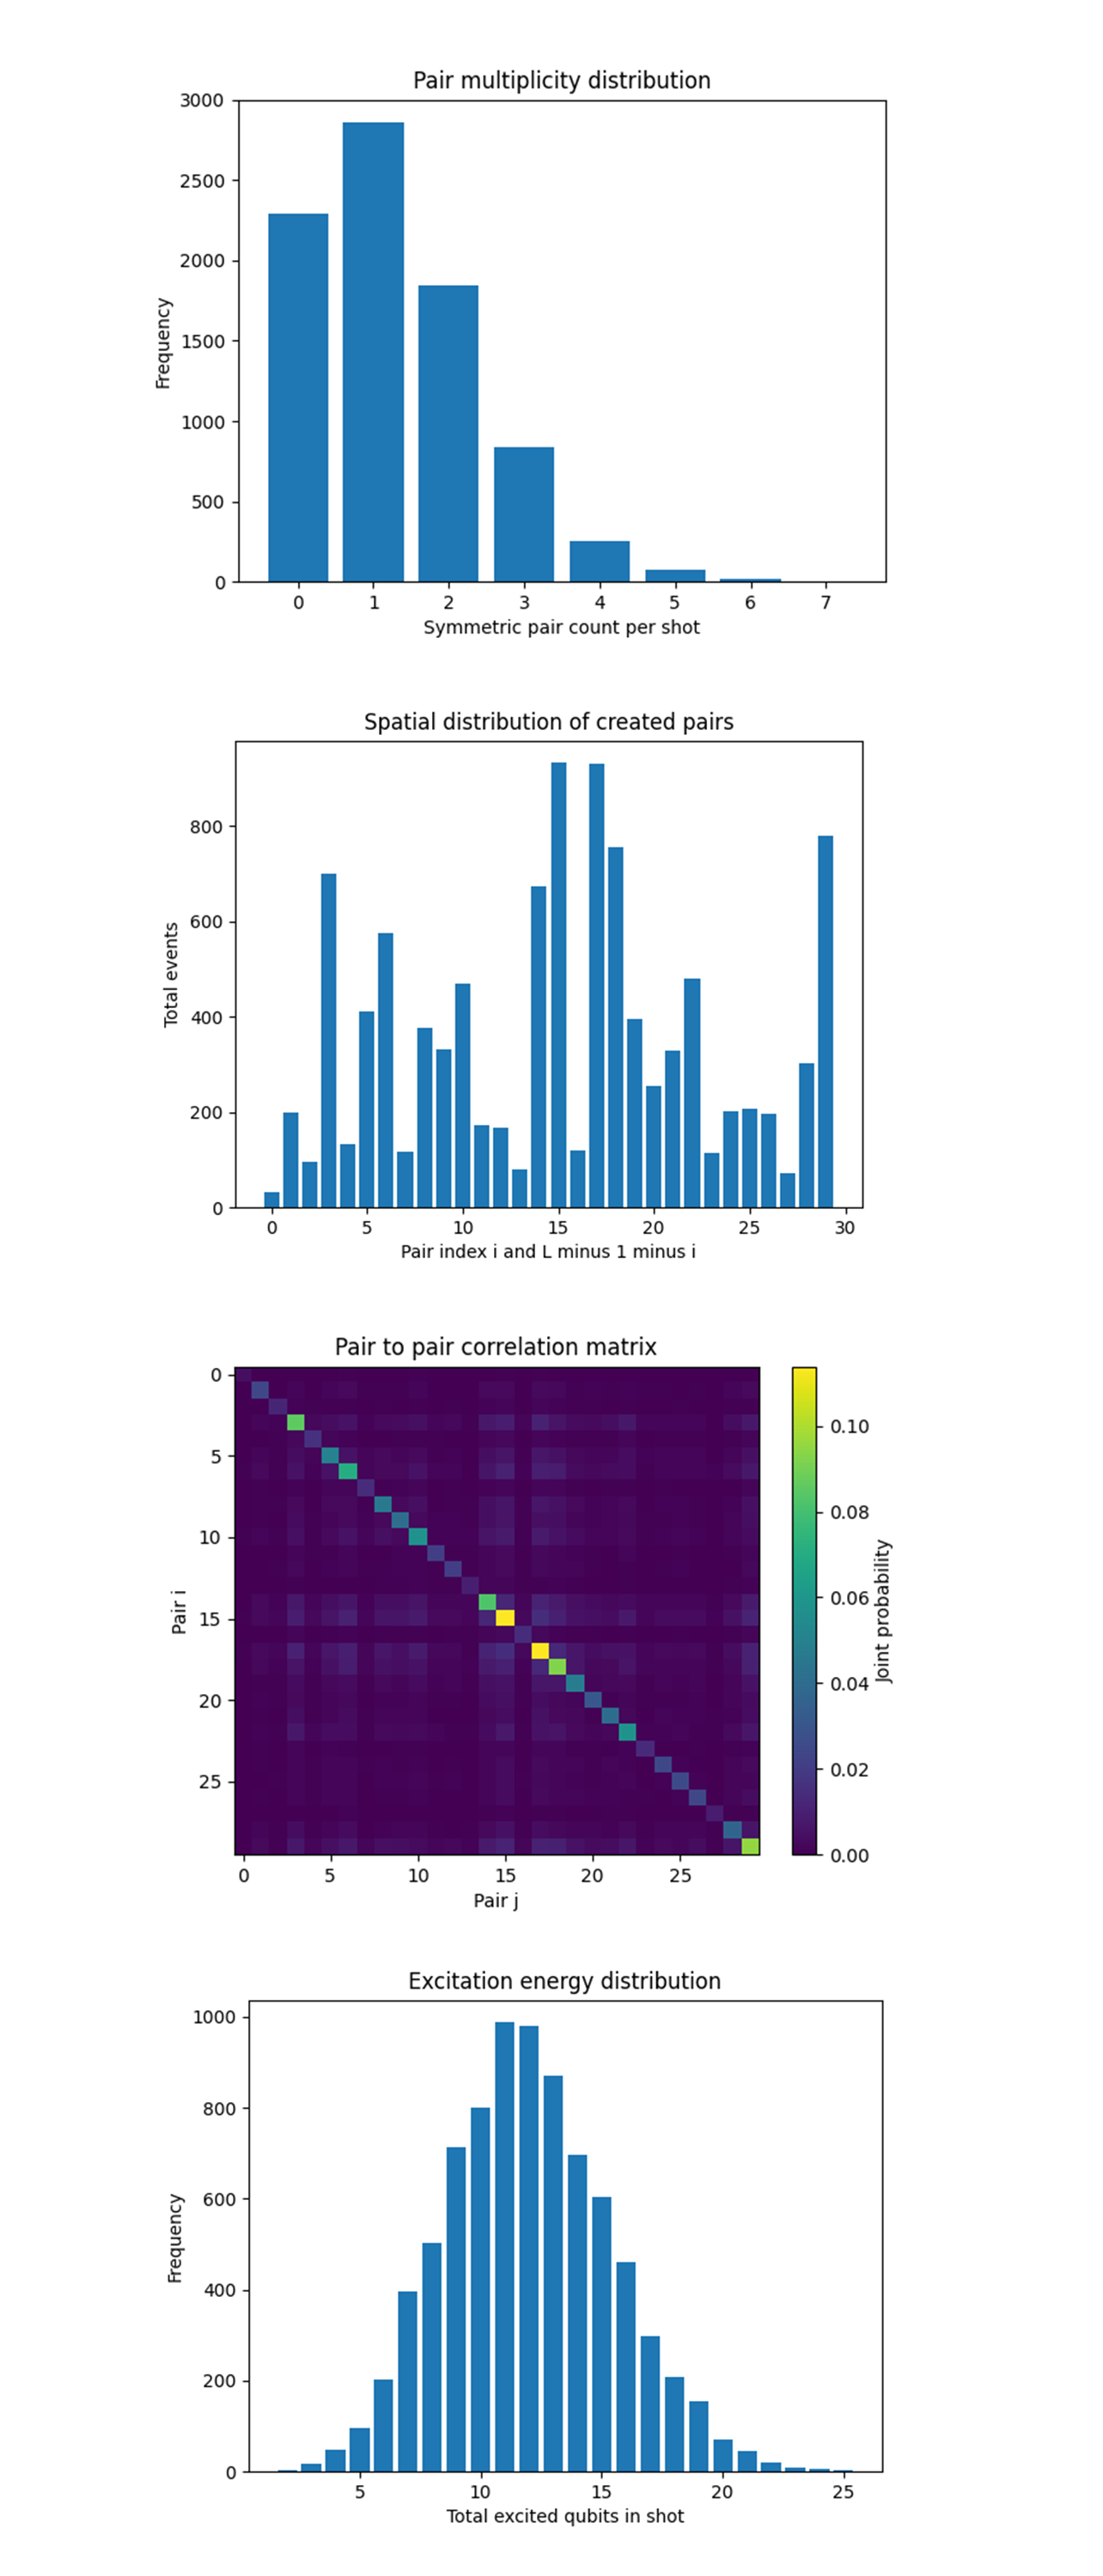 Pair multiplicity distribution
3000
2500
2000
1500
1000
500
0
Frequency
0 1 2 3 4 5 6 7
Symmetric pair count per shot
Spatial distribution of created pairs
800
600
400
200
0
Total events
0 5 10 15 20 25 30
Pair index i and L minus 1 minus i
Pair to pair correlation matrix
0
5
10
15
20
25
Pair i
0 5 10 15 20 25
Pair j
0.10
0.08
0.06
0.04
0.02
0.00
Joint probability
Excitation energy distribution
1000
800
600
400
200
0
Frequency
5 10 15 20 25
Total excited qubits in shot